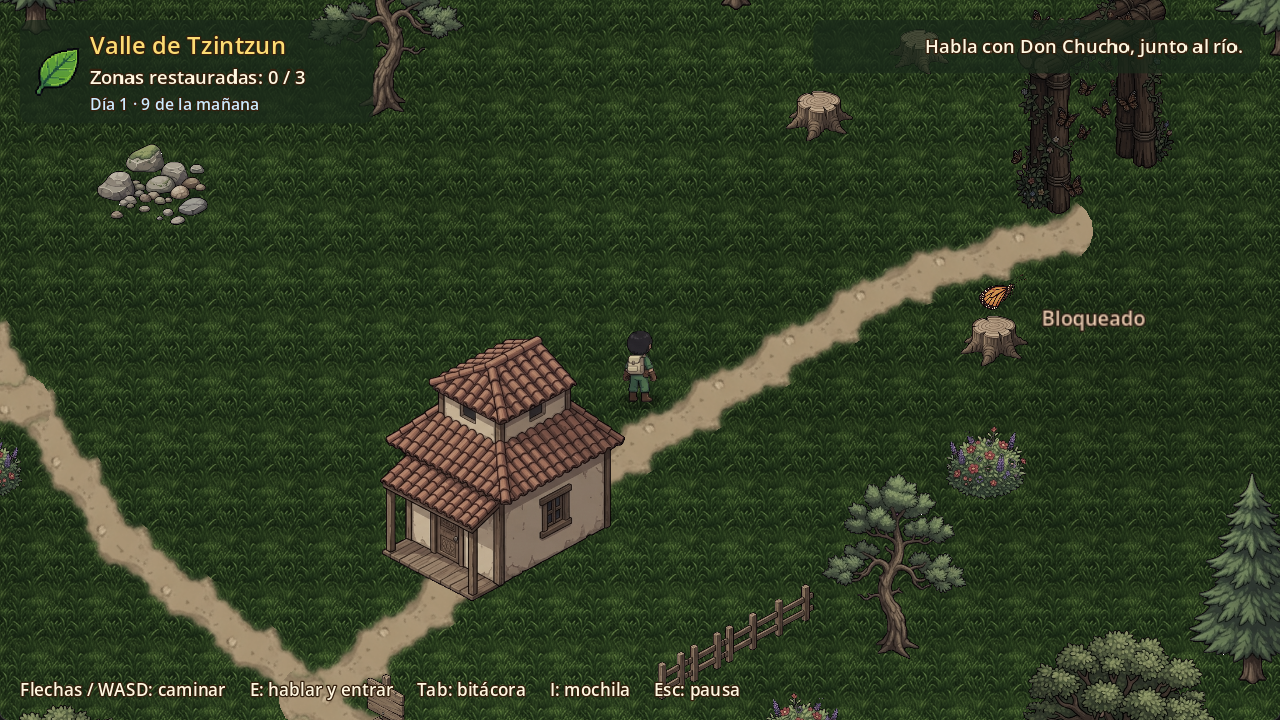 Valle de Tzintzun
Zonas restauradas: 0 / 3
Día 1 · 9 de la mañana
Habla con Don Chucho, junto al río.
Bloqueado
Flechas / WASD: caminar E: hablar y entrar Tab: bitácora I: mochila Esc: pausa